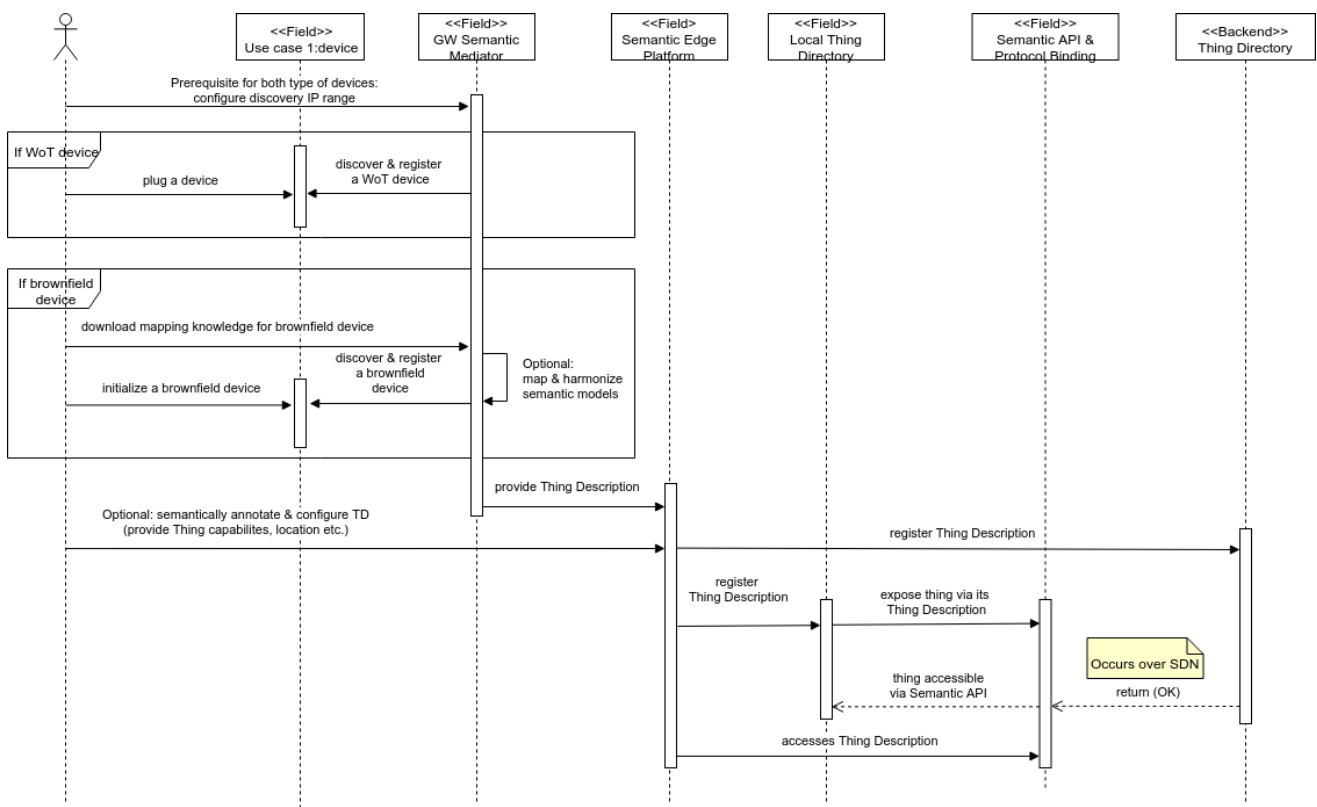 <<Field>>
Use case 1:device
<<Field>>
GW Semantic
Mediator
<<Field>
Semantic Edge
Platform
<<Field>>
Local Thing
Directory
<<Field>>
Semantic API &
Protocol Binding
<<Backend>>
Thing Directory
Prerequisite for both type of devices:
configure discovery IP range
If WoT device
plug a device
discover & register
a WoT device
If brownfield
device
download mapping knowledge for brownfield device
discover & register
a brownfield
device
initialize a brownfield device
Optional:
map & harmonize
semantic models
provide Thing Description
Optional: semantically annotate & configure TD
(provide Thing capabilites, location etc.)
register Thing Description
register
Thing Description
expose thing via its
Thing Description
Occurs over SDN
thing accessible
via Semantic API
return (OK)
accesses Thing Description